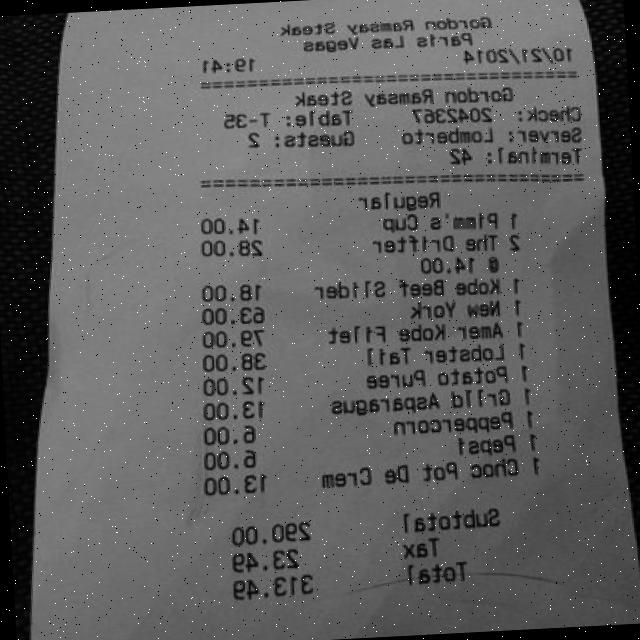 Gordon Ramsay Steak
Paris Las Vegas
10/21/2014 19:41
================================
Gordon Ramsay Steak
Check: 2042367 Table: T-35
Server: Lomberto Guests: 2
Terminal: 42
================================
Regular
1 Pimm's Cup 14.00
2 The Drifter 28.00
@ 14.00
1 Kobe Beef Slider 18.00
1 New York 63.00
1 Amer Kobe Filet 79.00
1 Lobster Tail 38.00
1 Potato Puree 12.00
1 Grlld Asparagus 13.00
1 Peppercorn 6.00
1 Pepsi 6.00
1 Choc Pot De Crem 13.00
Subtotal 290.00
Tax 23.49
Total 313.49